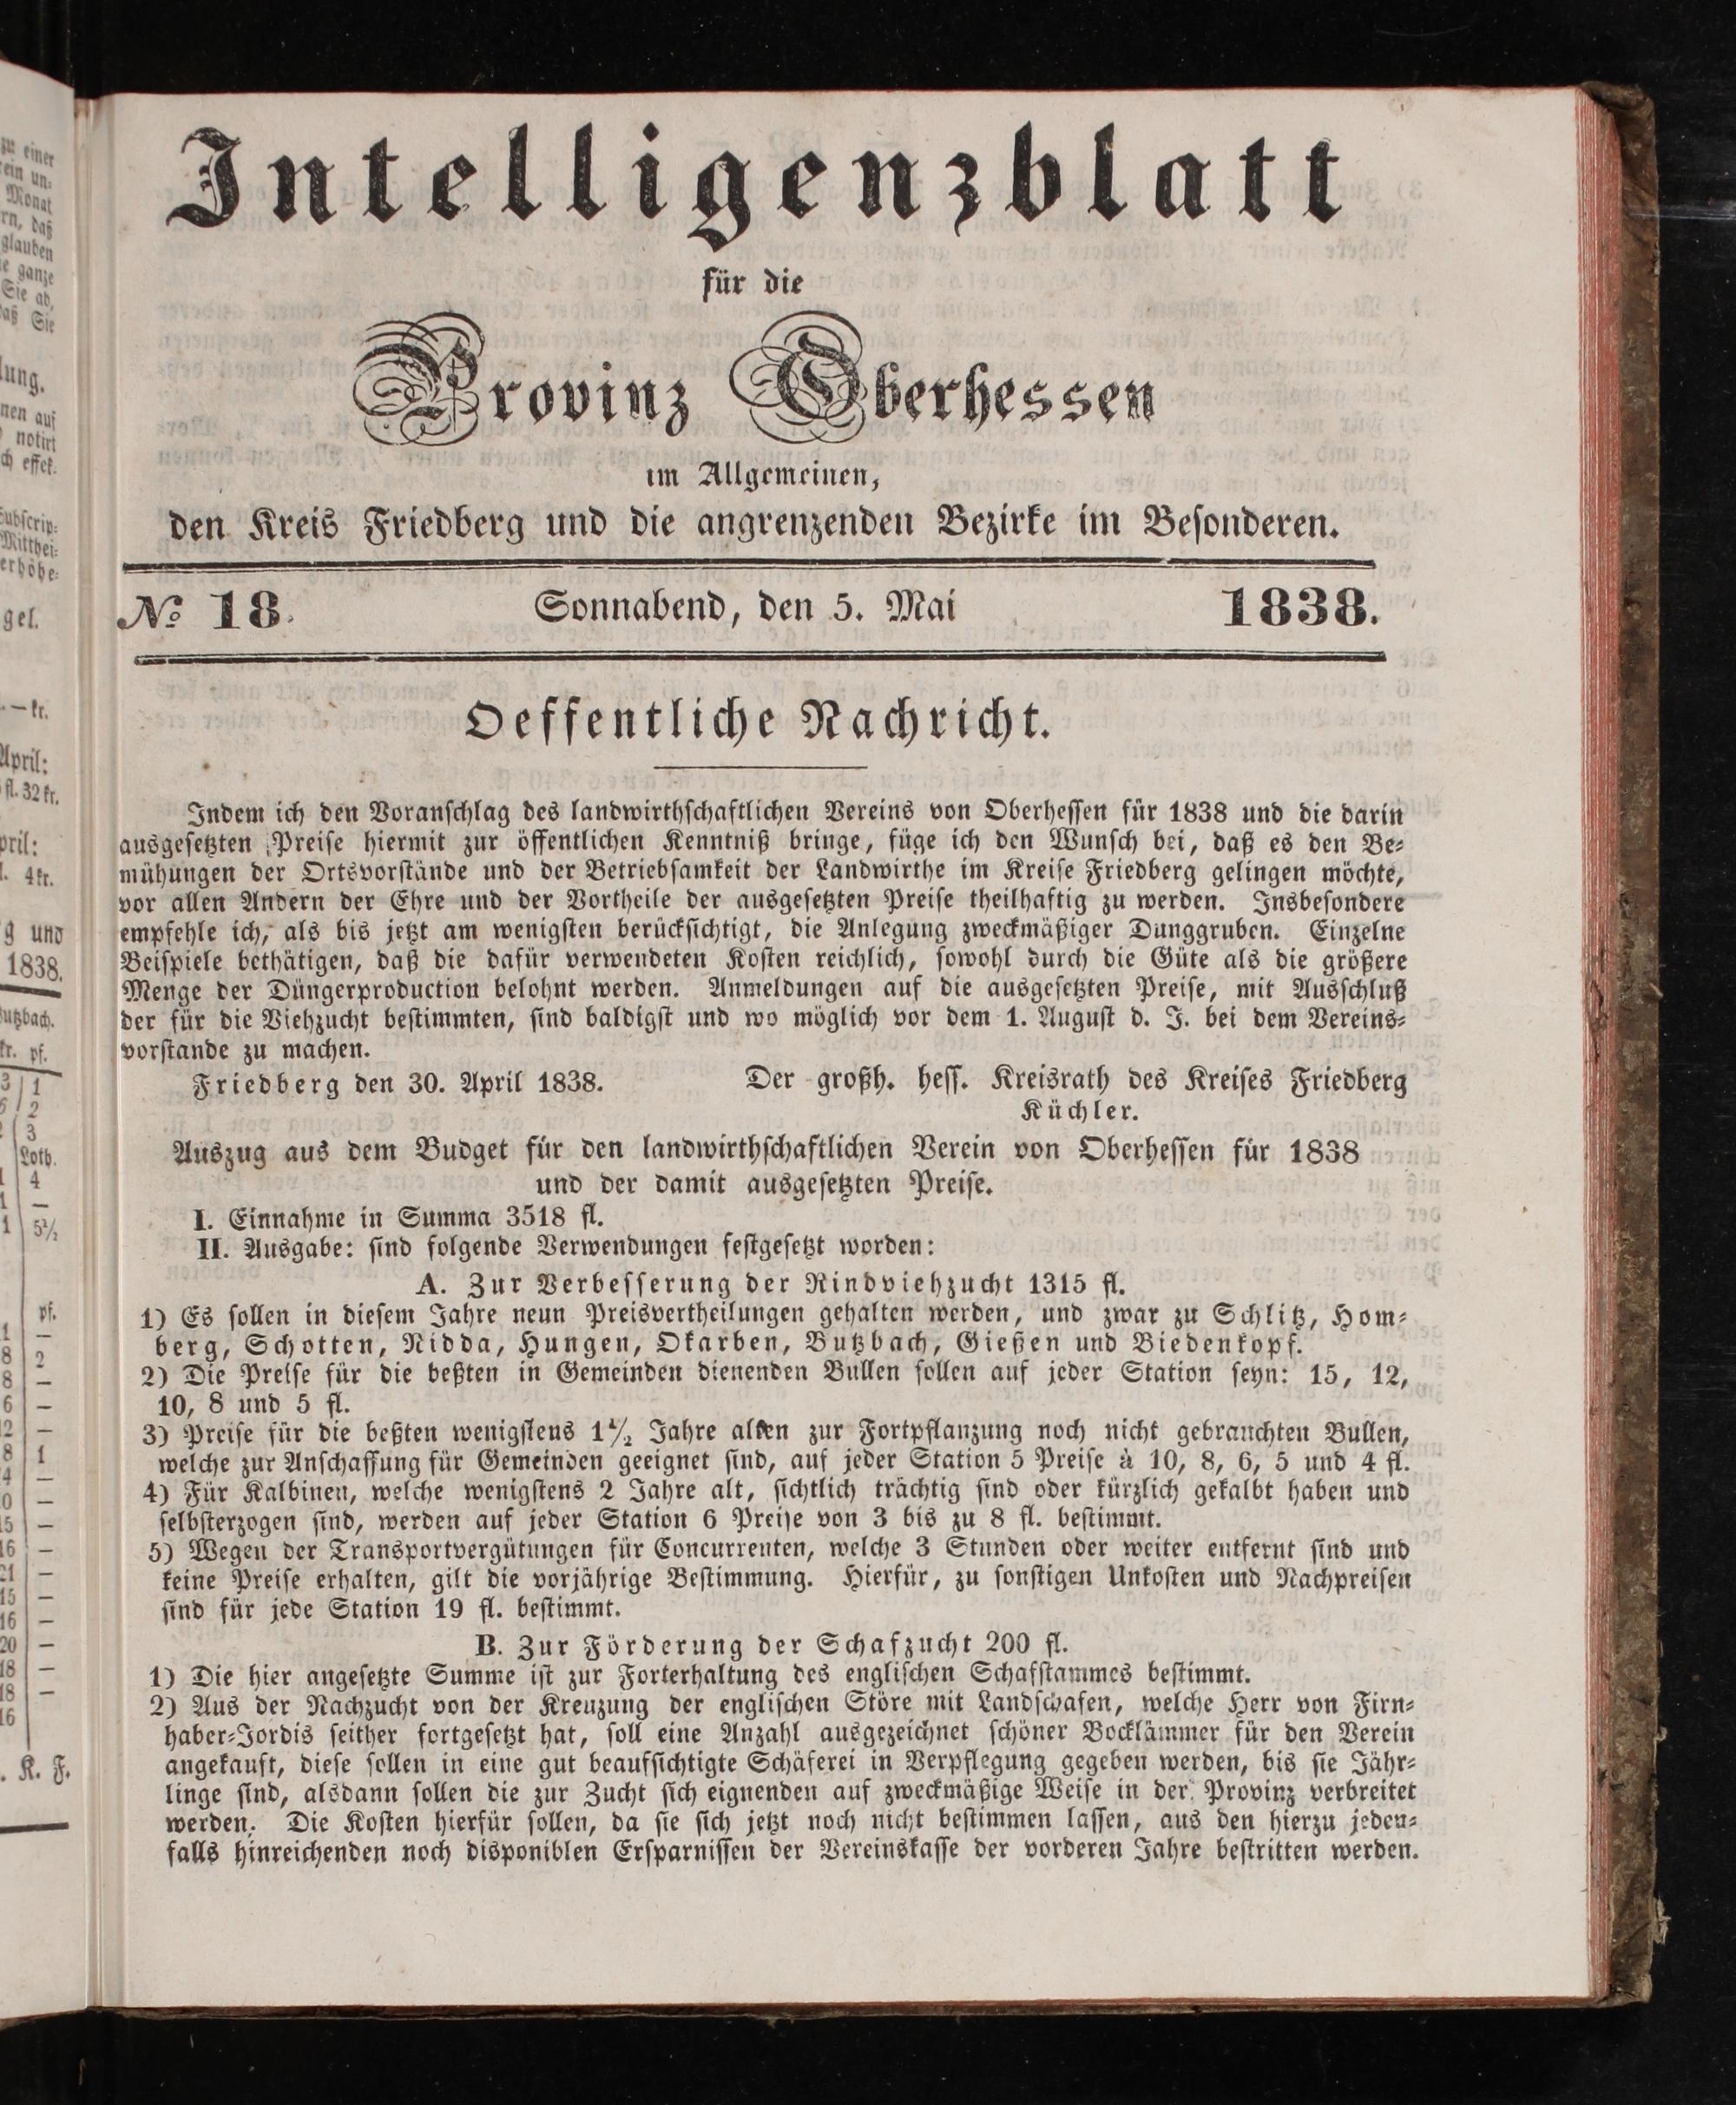 Intelligenzblatt
für die
Provinz Oberhessen
im Allgemeinen,
den Kreis Friedberg und die angrenzenden Bezirke im Besonderen.
No 18. Sonnabend, den 5. Mai 1838.
Oeffentliche Nachricht.
Indem ich den Voranschlag des landwirthschaftlichen Vereins von Oberhessen für 1838 und die darin
ausgesetzten Preise hiermit zur öffentlichen Kenntniß bringe, füge ich den Wunsch bei, daß es den Be-
mühungen der Ortsvorstände und der Betriebsamkeit der Landwirthe im Kreise Friedberg gelingen möchte,
vor allen Andern der Ehre und der Vortheile der ausgesetzten Preise theilhaftig zu werden. Insbesondere
empfehle ich, als bis jetzt am wenigsten berücksichtigt, die Anlegung zweckmäßiger Dunggruben. Einzelne
Beispiele bethätigen, daß die dafür verwendeten Kosten reichlich, sowohl durch die Güte als die größere
Menge der Düngerproduction belohnt werden. Anmeldungen auf die ausgesetzten Preise, mit Ausschluß
der für die Viehzucht bestimmten, sind baldigst und wo möglich vor dem 1. August d. J. bei dem Vereins-
vorstande zu machen.
Friedberg den 30. April 1838. Der großh. hess. Kreisrath des Kreises Friedberg
Küchler.
Auszug aus dem Budget für den landwirthschaftlichen Verein von Oberhessen für 1838
und der damit ausgesetzten Preise.
I. Einnahme in Summa 3518 fl.
II. Ausgabe: sind folgende Verwendungen festgesetzt worden:
A. Zur Verbesserung der Rindviehzucht 1315 fl.
1) Es sollen in diesem Jahre neun Preisvertheilungen gehalten werden, und zwar zu Schlitz, Hom-
berg, Schotten, Nidda, Hungen, Okarben, Butzbach, Gießen und Biedenkopf.
2) Die Preise für die beßten in Gemeinden dienenden Bullen sollen auf jeder Station seyn: 15, 12,
10, 8 und 5 fl.
3) Preise für die beßten wenigstens 1½ Jahre alten zur Fortpflanzung noch nicht gebrauchten Bullen,
welche zur Anschaffung für Gemeinden geeignet sind, auf jeder Station 5 Preise à 10, 8, 6, 5 und 4 fl.
4) Für Kalbinen, welche wenigstens 2 Jahre alt, sichtlich trächtig sind oder kürzlich gekalbt haben und
selbsterzogen sind, werden auf jeder Station 6 Preise von 3 bis zu 8 fl. bestimmt.
5) Wegen der Transportvergütungen für Concurrenten, welche 3 Stunden oder weiter entfernt sind und
keine Preise erhalten, gilt die vorjährige Bestimmung. Hierfür, zu sonstigen Unkosten und Nachpreisen
sind für jede Station 19 fl. bestimmt.
B. Zur Förderung der Schafzucht 200 fl.
1) Die hier angesetzte Summe ist zur Forterhaltung des englischen Schafstammes bestimmt.
2) Aus der Nachzucht von der Kreuzung der englischen Störe mit Landschafen, welche Herr von Firn-
haber-Jordis seither fortgesetzt hat, soll eine Anzahl ausgezeichnet schöner Bocklämmer für den Verein
angekauft, diese sollen in eine gut beaufsichtigte Schäferei in Verpflegung gegeben werden, bis sie Jähr-
linge sind, alsdann sollen die zur Zucht sich eignenden auf zweckmäßige Weise in der Provinz verbreitet
werden. Die Kosten hierfür sollen, da sie sich jetzt noch nicht bestimmen lassen, aus den hierzu jeden-
falls hinreichenden noch disponiblen Ersparnissen der Vereinskasse der vorderen Jahre bestritten werden.